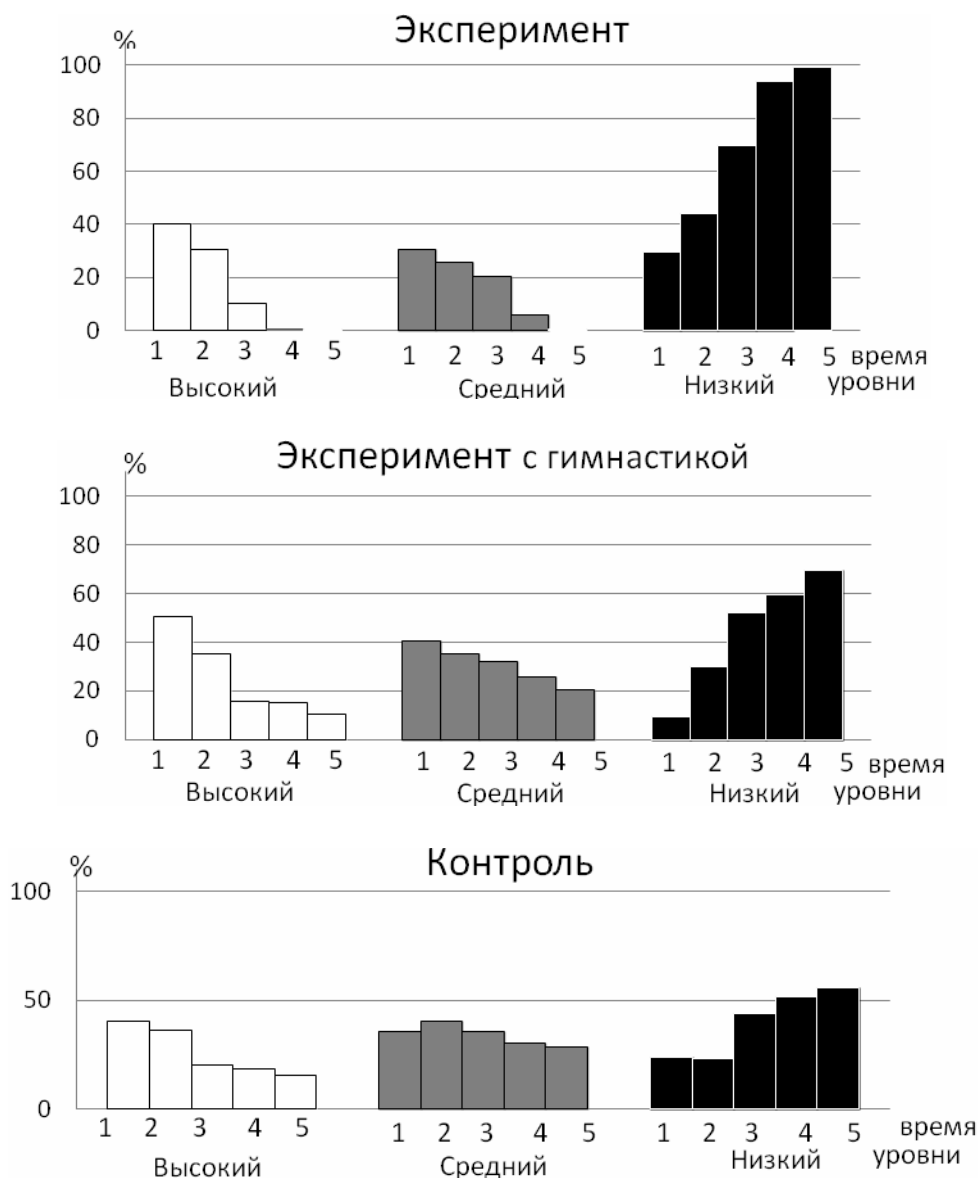 Эксперимент
%
100
80
60
40
20
0
1 2 3 4 5 1 2 3 4 5 1 2 3 4 5 время
Высокий Средний Низкий уровни
Эксперимент с гимнастикой
%
100
80
60
40
20
0
1 2 3 4 5 1 2 3 4 5 1 2 3 4 5 время
Высокий Средний Низкий уровни
Контроль
%
100
50
0
1 2 3 4 5 1 2 3 4 5 1 2 3 4 5 время
Высокий Средний Низкий уровни